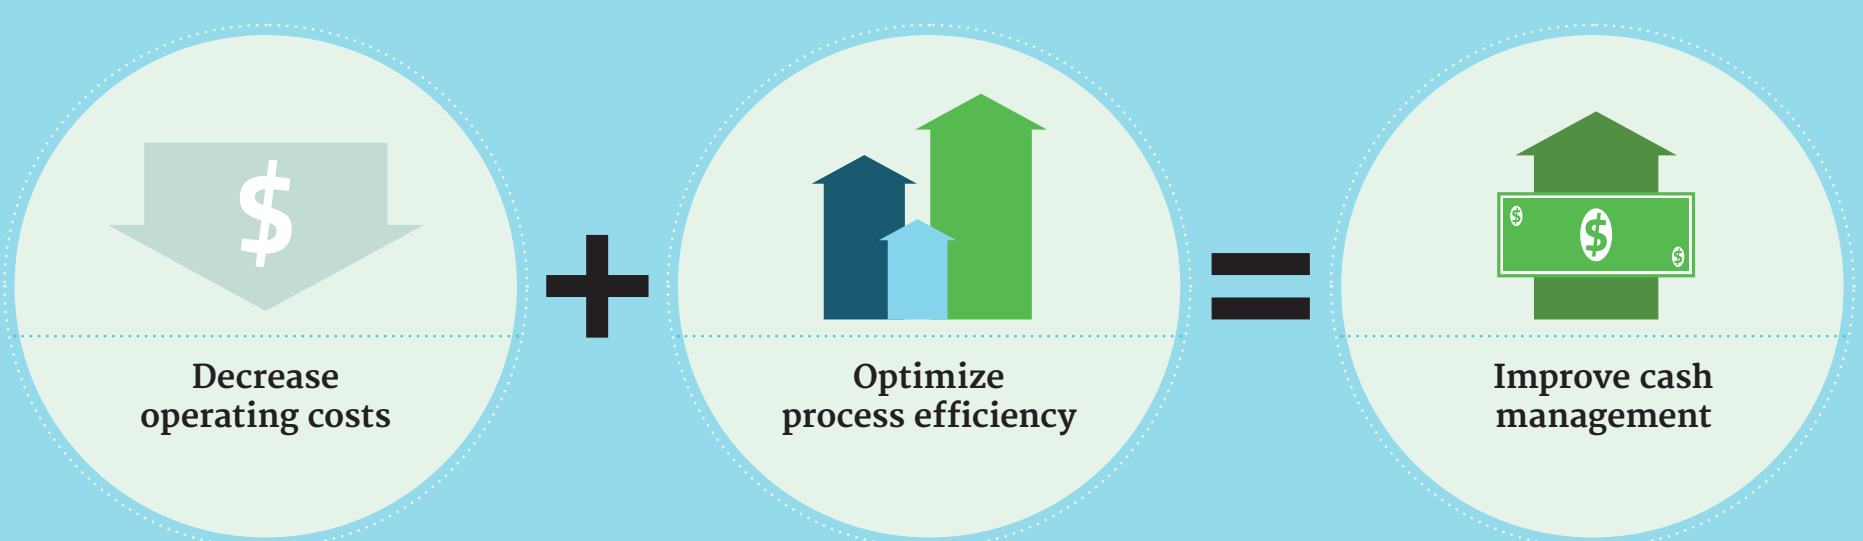 $
Decrease
operating costs
+
Optimize
process efficiency
=
$
$
$
Improve cash
management